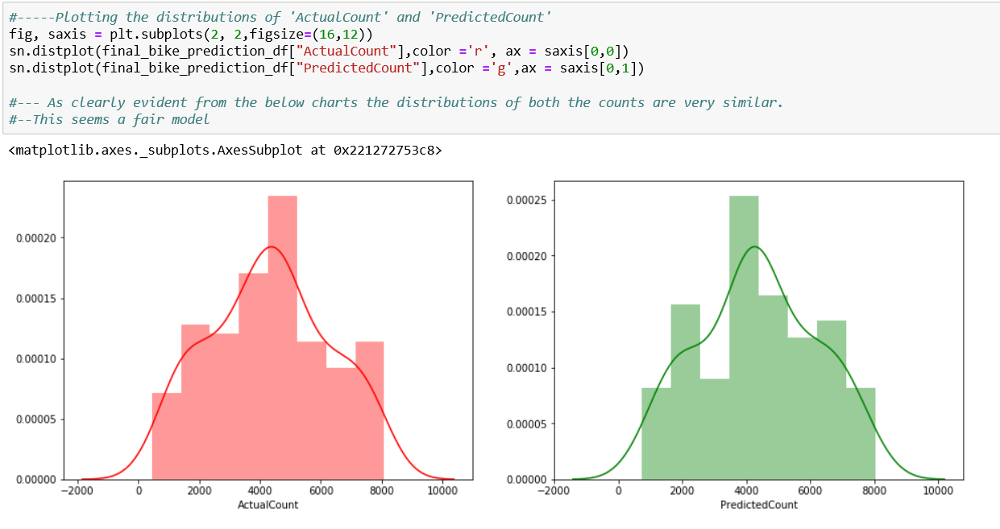 #-----Plotting the distributions of 'ActualCount' and 'PredictedCount'
fig, saxis = plt.subplots(2, 2,figsize=(16,12))
sn.distplot(final_bike_prediction_df["ActualCount"],color ='r', ax = saxis[0,0])
sn.distplot(final_bike_prediction_df["PredictedCount"],color ='g',ax = saxis[0,1])
#--- As clearly evident from the below charts the distributions of both the counts are very similar.
#--This seems a fair model
<matplotlib.axes._subplots.AxesSubplot at 0x221272753c8>
0.00020
0.00015
0.00010
0.00005
0.00000
−2000 0 2000 4000 6000 8000 10000
ActualCount
0.00025
0.00020
0.00015
0.00010
0.00005
0.00000
−2000 0 2000 4000 6000 8000 10000
PredictedCount